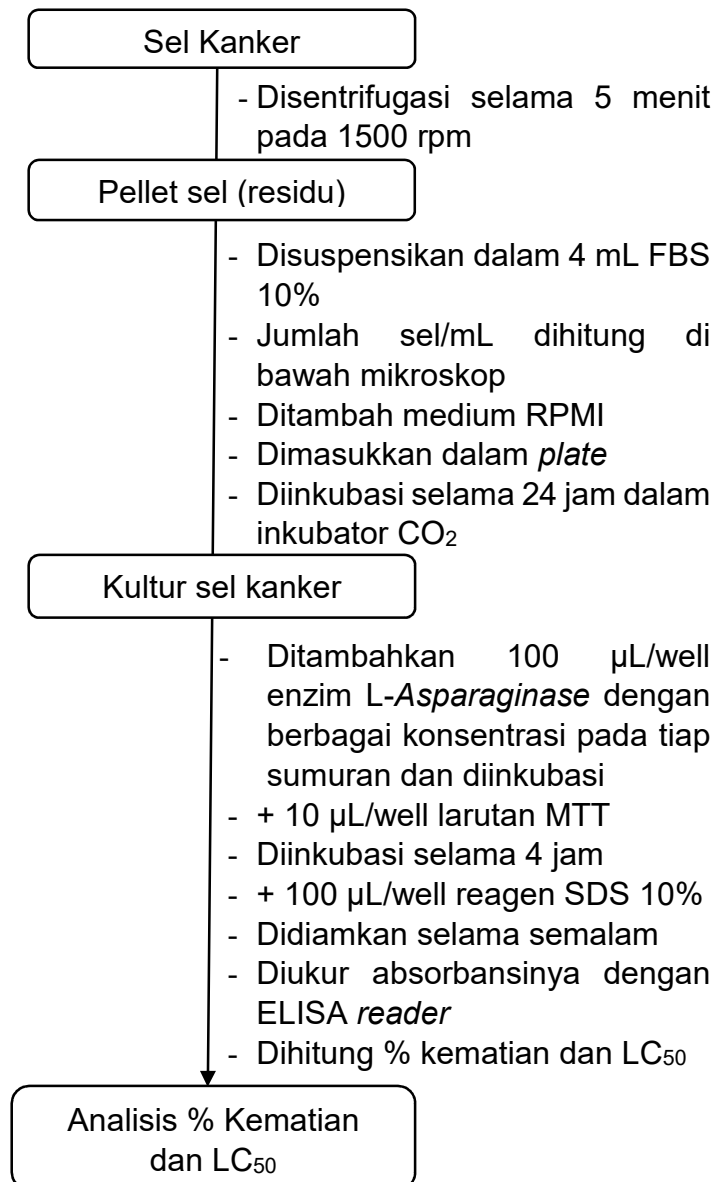 Sel Kanker
- Disentrifugasi selama 5 menit
pada 1500 rpm
Pellet sel (residu)
- Disuspensikan dalam 4 mL FBS
10%
- Jumlah sel/mL dihitung di
bawah mikroskop
- Ditambah medium RPMI
- Dimasukkan dalam plate
- Diinkubasi selama 24 jam dalam
inkubator CO₂
Kultur sel kanker
- Ditambahkan 100 µL/well
enzim L-Asparaginase dengan
berbagai konsentrasi pada tiap
sumuran dan diinkubasi
- + 10 µL/well larutan MTT
- Diinkubasi selama 4 jam
- + 100 µL/well reagen SDS 10%
- Didiamkan selama semalam
- Diukur absorbansinya dengan
ELISA reader
- Dihitung % kematian dan LC₅₀
Analisis % Kematian
dan LC₅₀